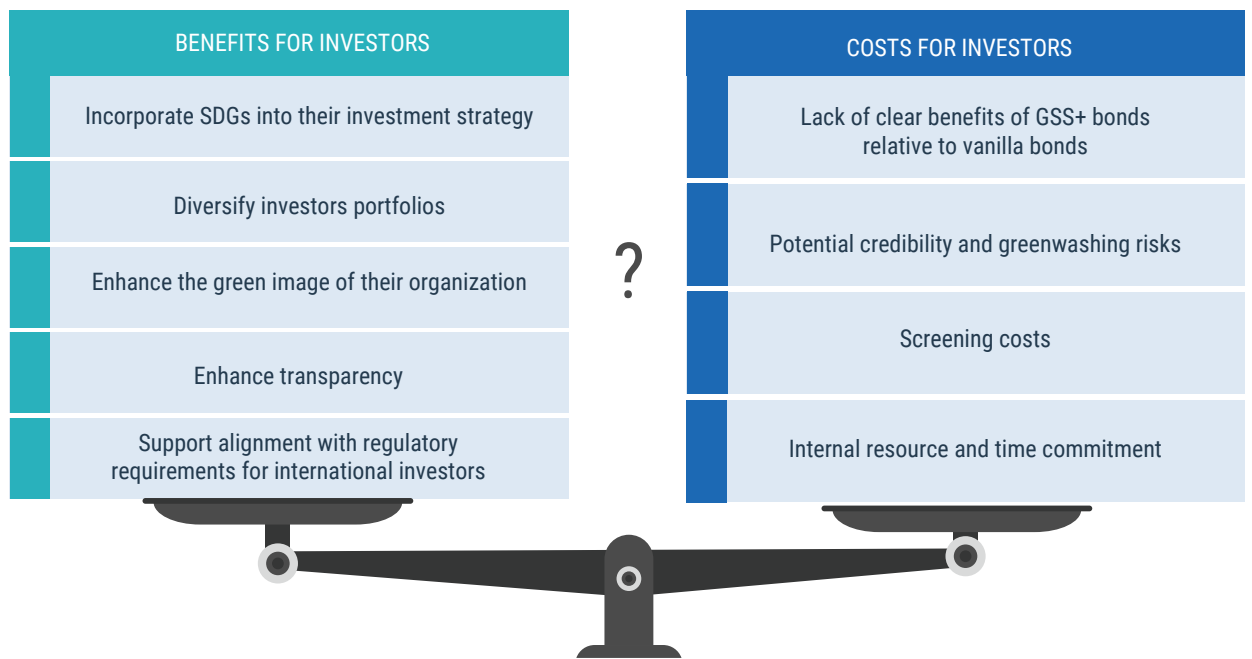 BENEFITS FOR INVESTORS
Incorporate SDGs into their investment strategy
Diversify investors portfolios
Enhance the green image of their organization
Enhance transparency
Support alignment with regulatory
requirements for international investors
?
COSTS FOR INVESTORS
Lack of clear benefits of GSS+ bonds
relative to vanilla bonds
Potential credibility and greenwashing risks
Screening costs
Internal resource and time commitment